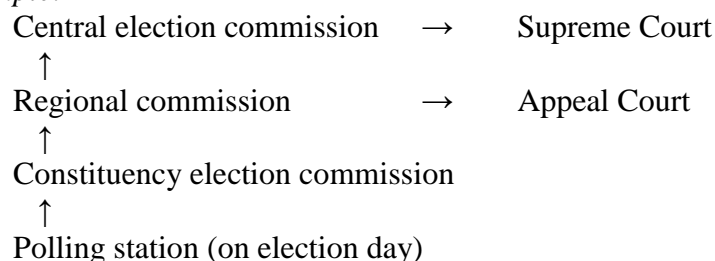 Central election commission → Supreme Court
↑
Regional commission → Appeal Court
↑
Constituency election commission
↑
Polling station (on election day)